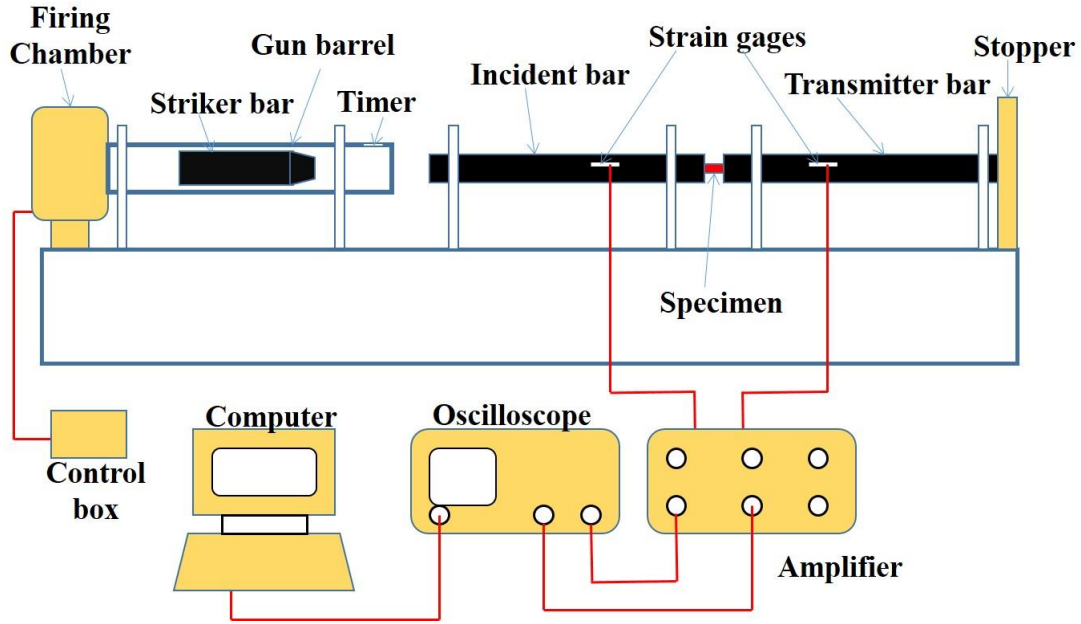 Firing
Chamber
Gun barrel
Striker bar
Timer
Incident bar
Strain gages
Transmitter bar
Stopper
Specimen
Control
box
Computer
Oscilloscope
Amplifier